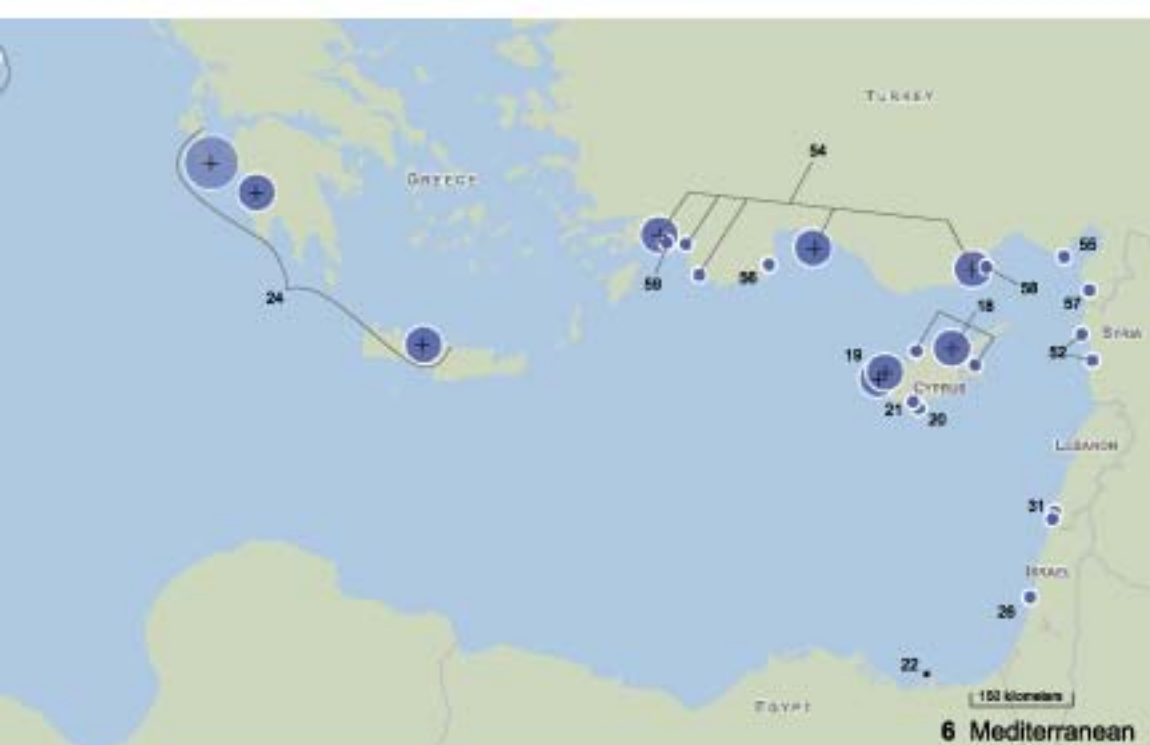 TURKEY
54
GREECE
55
59
56
58
57
24
18
SYRIA
19
52
CYPRUS
21
20
LEBANON
31
ISRAEL
26
22
150 kilometers
EGYPT
6 Mediterranean